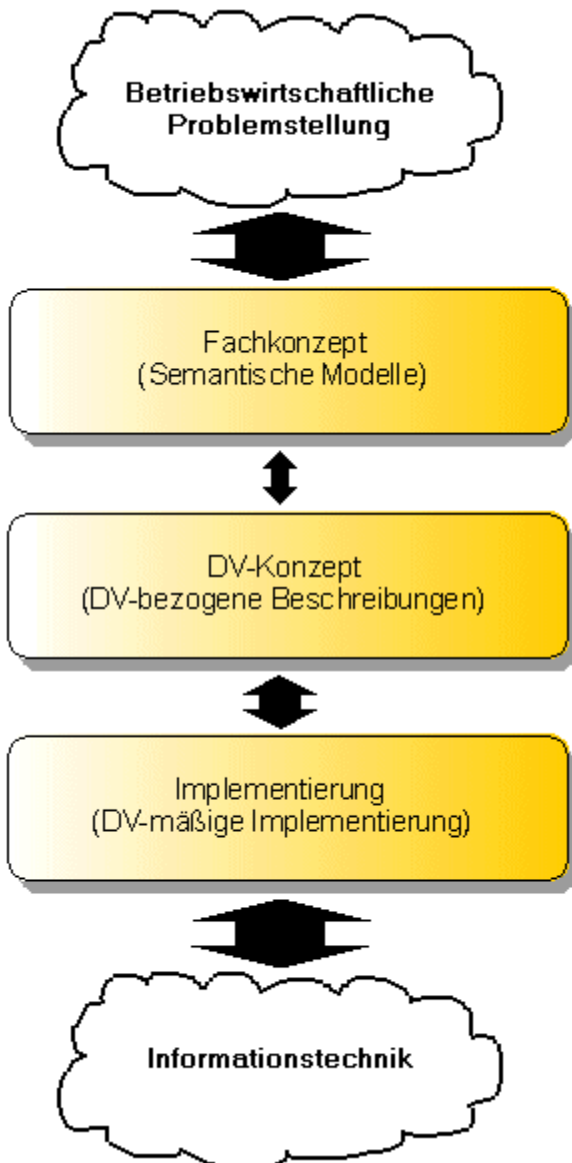 Betriebswirtschaftliche
Problemstellung
Fachkonzept
(Semantische Modelle)
DV-Konzept
(DV-bezogene Beschreibungen)
Implementierung
(DV-mäßige Implementierung)
Informationstechnik